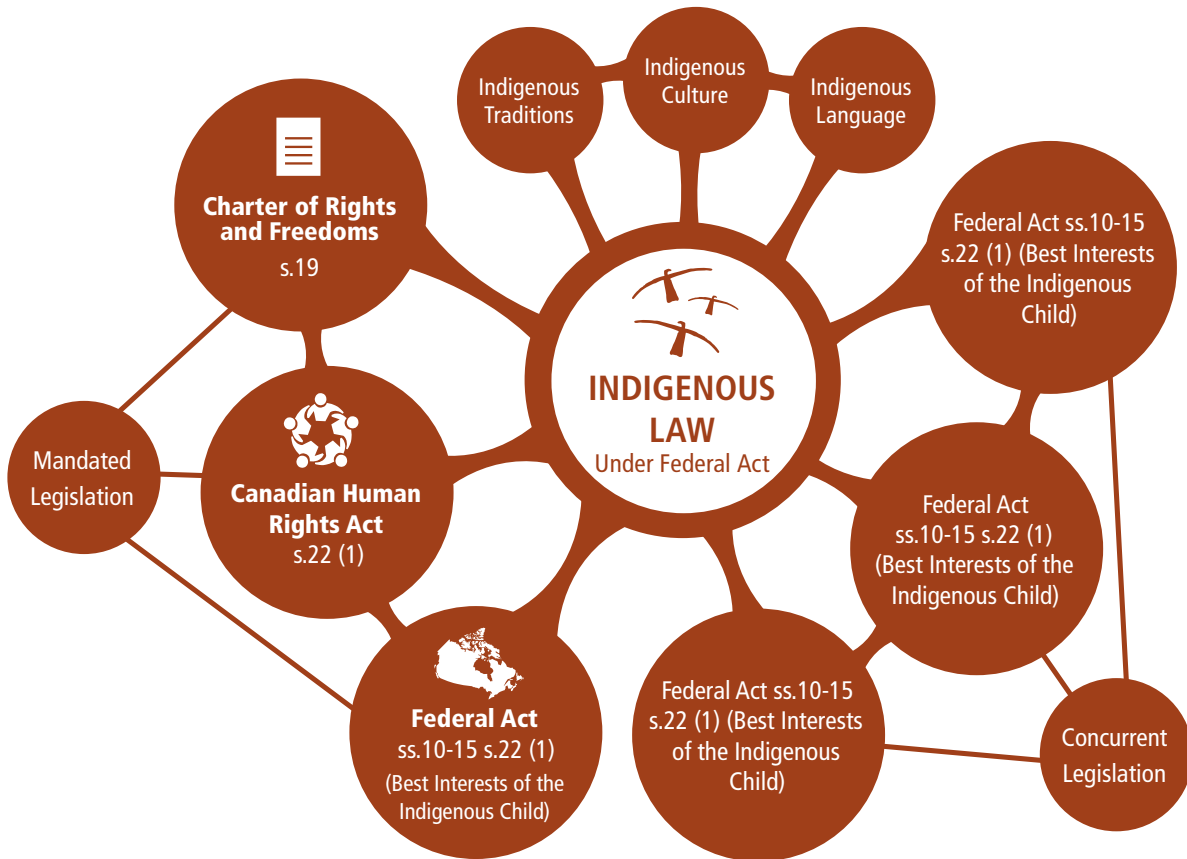 Indigenous
Traditions
Indigenous
Culture
Indigenous
Language
Charter of Rights
and Freedoms
s.19
Federal Act ss.10-15
s.22 (1) (Best Interests
of the Indigenous
Child)
INDIGENOUS
LAW
Under Federal Act
Mandated
Legislation
Canadian Human
Rights Act
s.22 (1)
Federal Act
ss.10-15 s.22 (1)
(Best Interests of the
Indigenous Child)
Federal Act
ss.10-15 s.22 (1)
(Best Interests of the
Indigenous Child)
Federal Act ss.10-15
s.22 (1) (Best Interests
of the Indigenous
Child)
Concurrent
Legislation